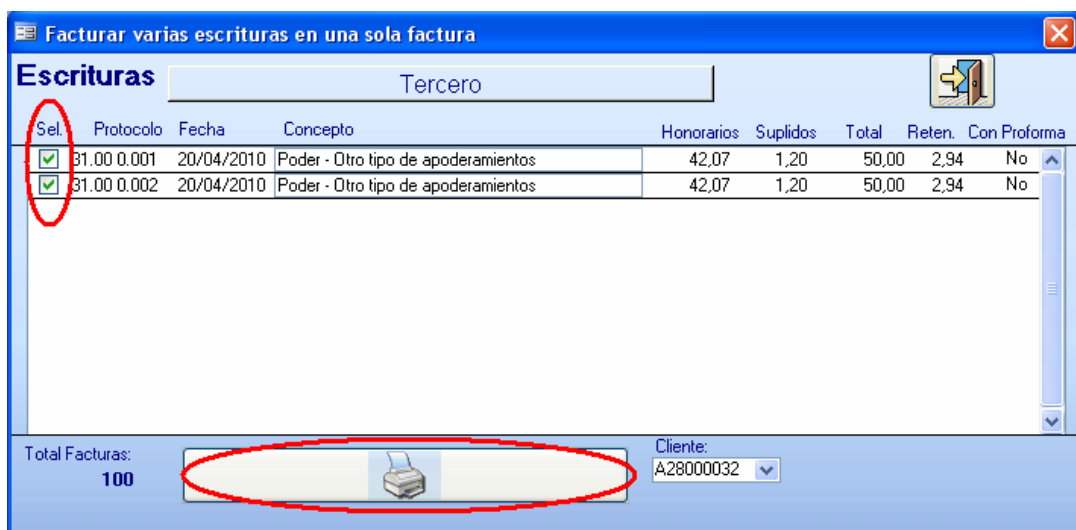 Facturar varias escrituras en una sola factura
Escrituras Tercero
Sel. Protocolo Fecha Concepto Honorarios Suplidos Total Reten. Con Proforma
31.00 0.001 20/04/2010 Poder - Otro tipo de apoderamientos 42,07 1,20 50,00 2,94 No
31.00 0.002 20/04/2010 Poder - Otro tipo de apoderamientos 42,07 1,20 50,00 2,94 No
Total Facturas: Cliente:
100 A28000032